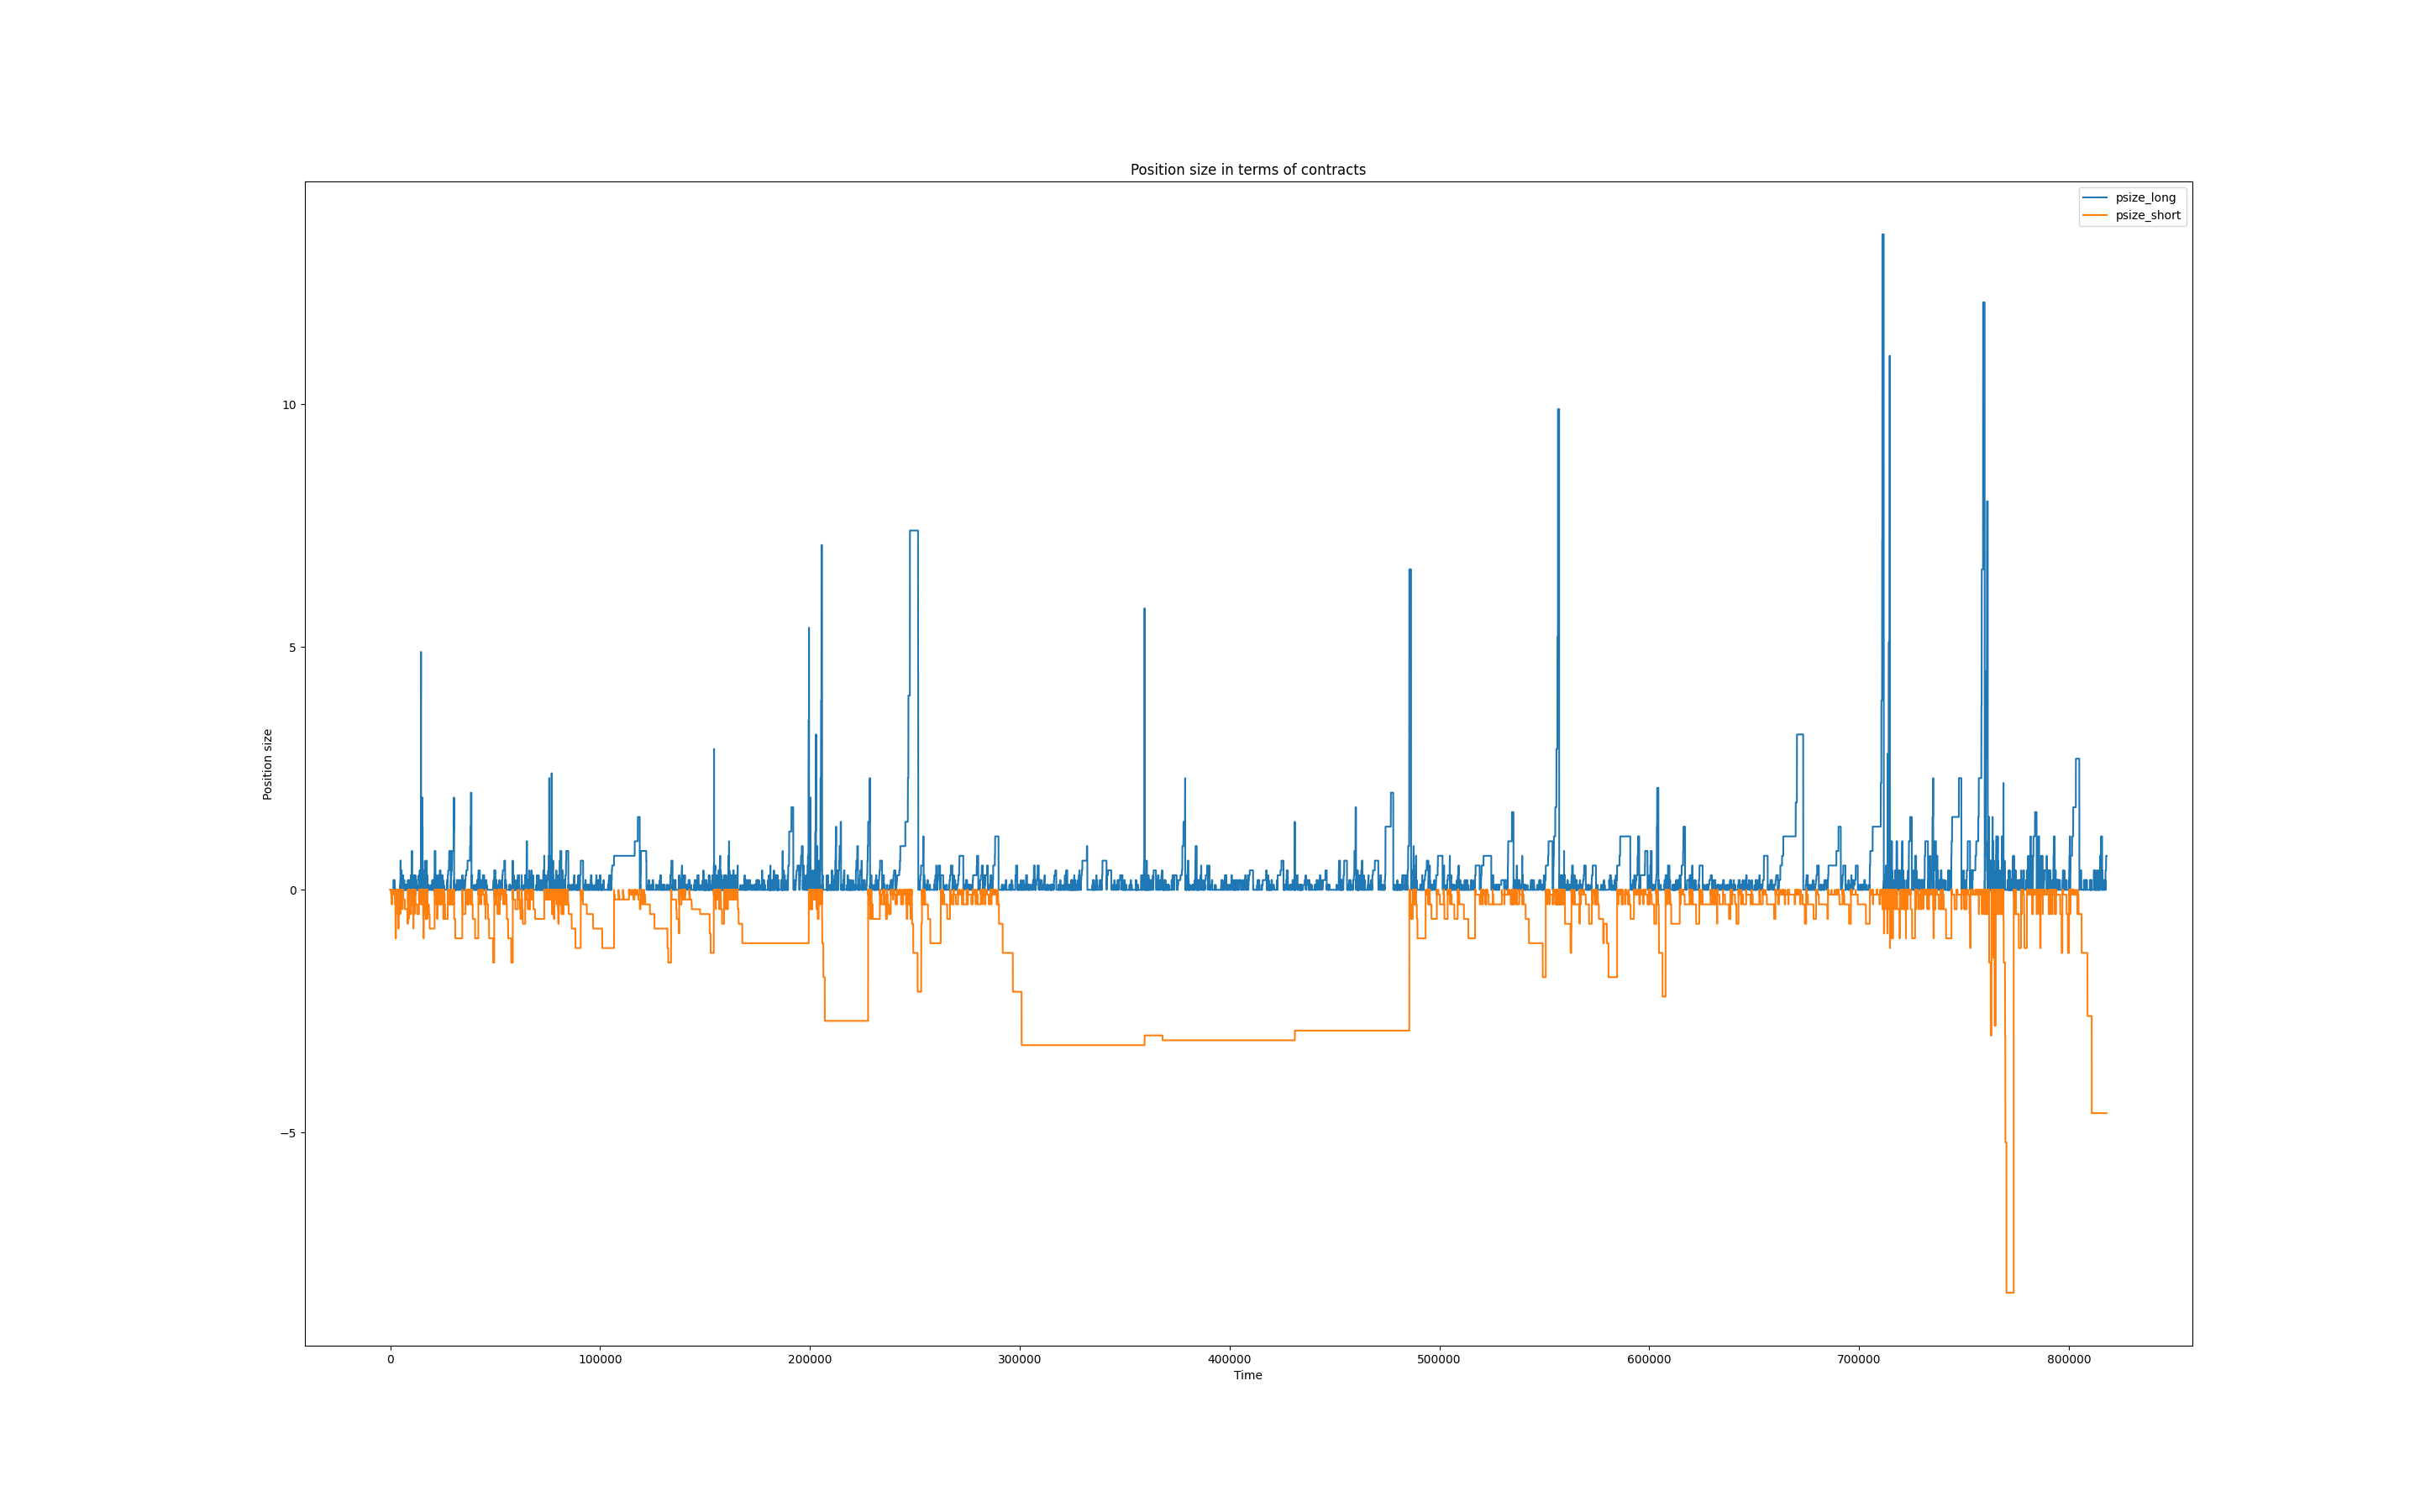 Position size in terms of contracts
psize_long
psize_short
Position size
10
5
0
−5
0
100000
200000
300000
400000
500000
600000
700000
800000
Time